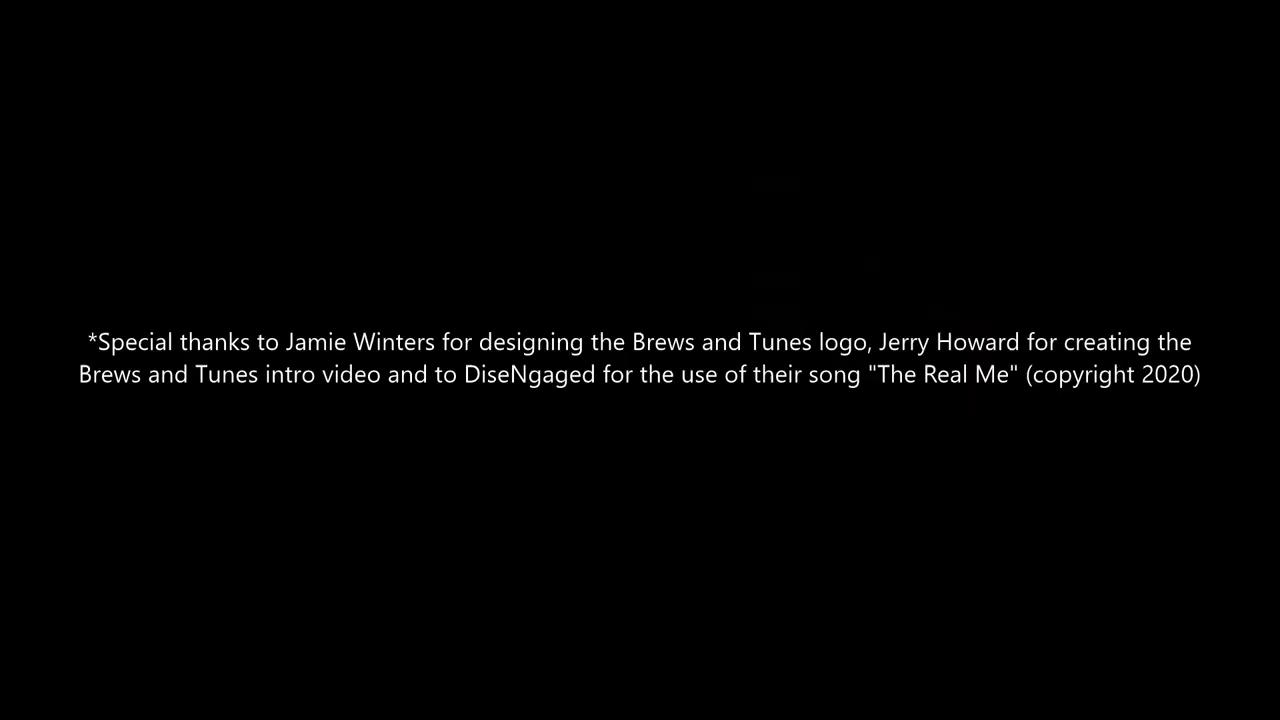 *Special thanks to Jamie Winters for designing the Brews and Tunes logo, Jerry Howard for creating the
Brews and Tunes intro video and to DiseNgaged for the use of their song "The Real Me" (copyright 2020)